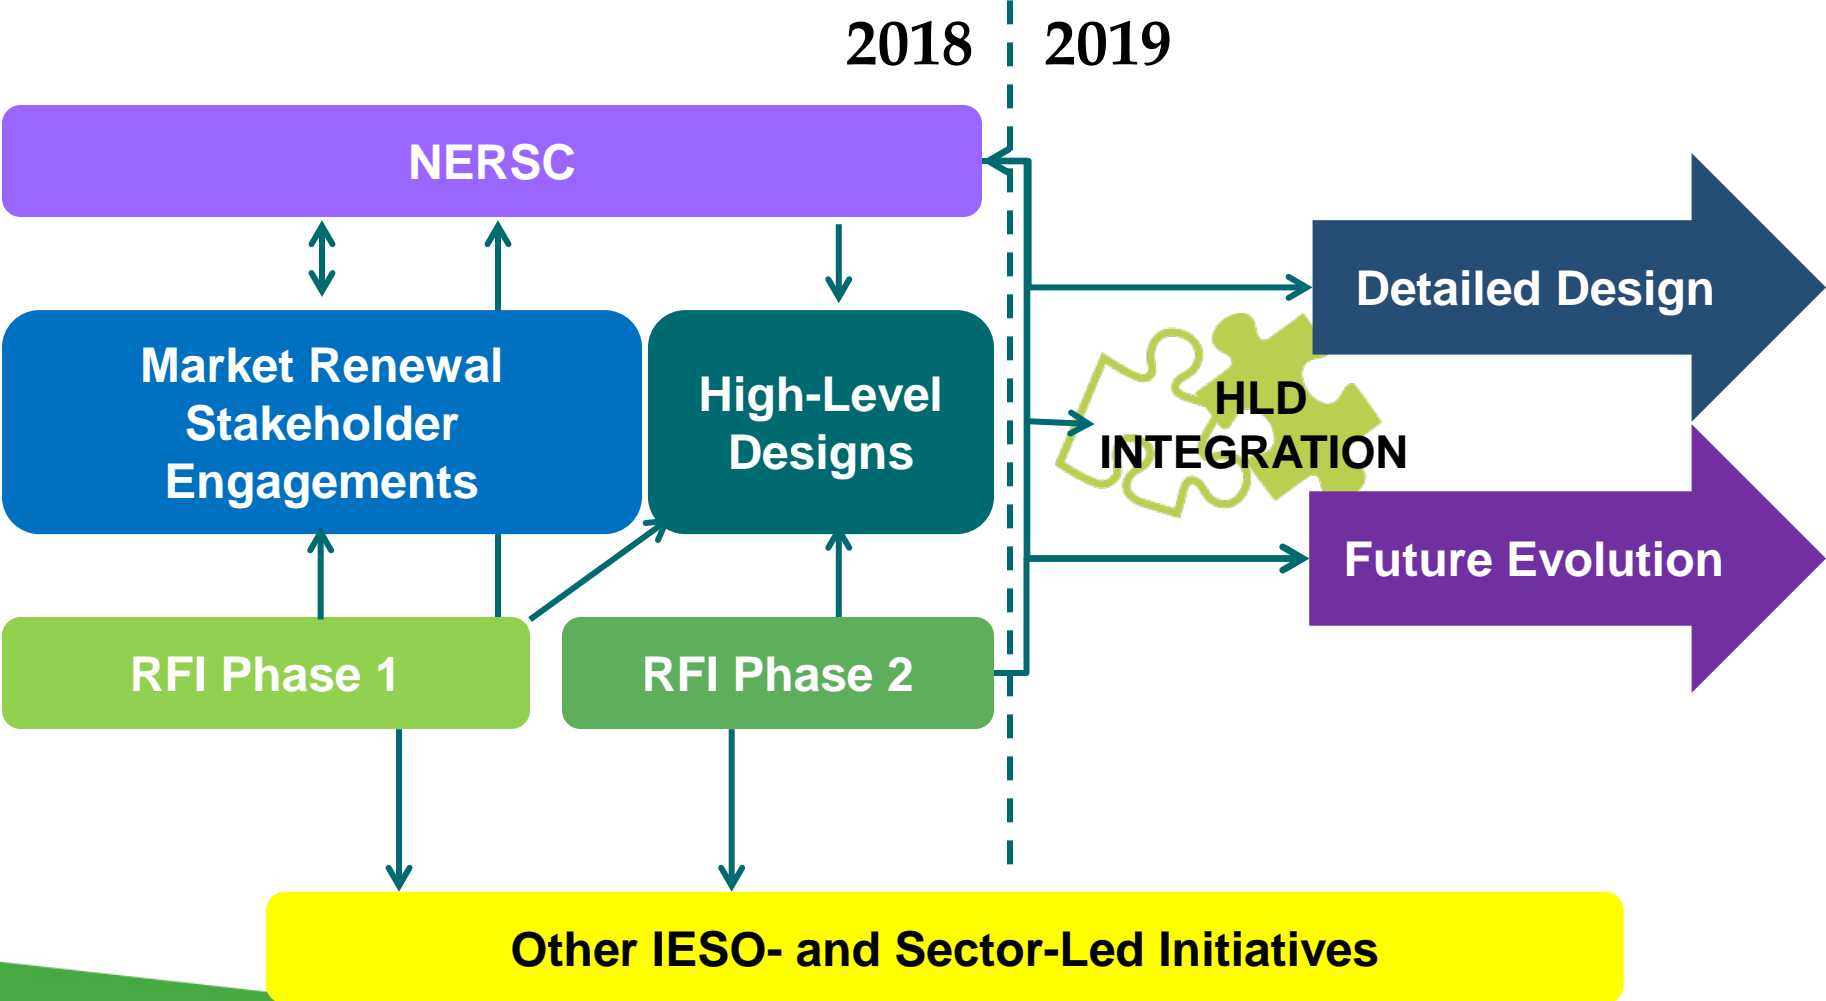 2018 2019
NERSC
Market Renewal
Stakeholder
Engagements
High-Level
Designs
Detailed Design
HLD
INTEGRATION
Future Evolution
RFI Phase 1
RFI Phase 2
Other IESO- and Sector-Led Initiatives